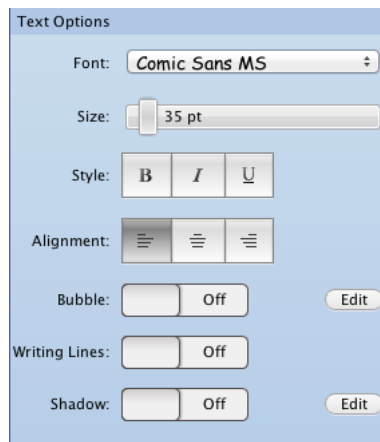 Text Options
Font: Comic Sans MS
Size: 35 pt
Style: B I U
Alignment:
Bubble: Off Edit
Writing Lines: Off
Shadow: Off Edit